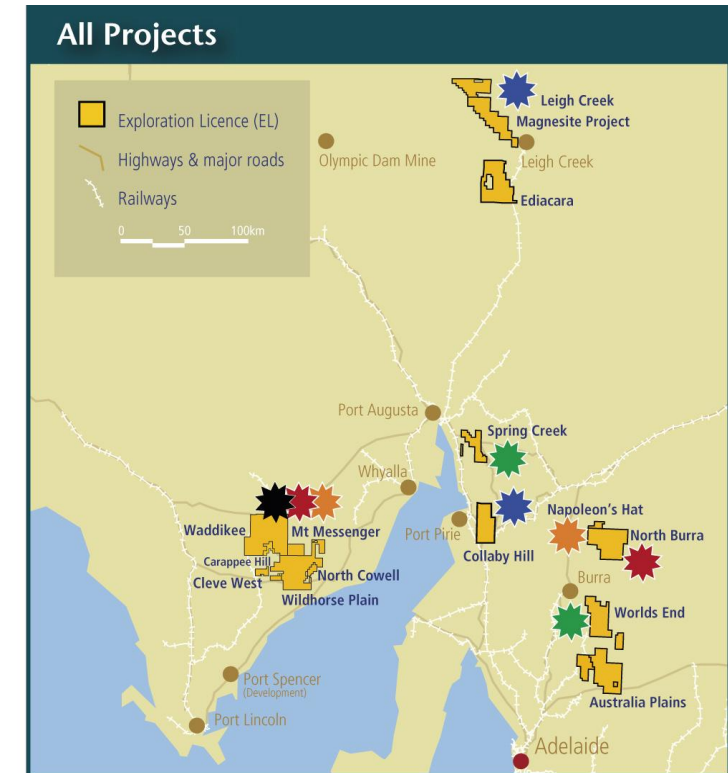 All Projects
Exploration Licence (EL)
Highways & major roads
Railways
0 50 100km
Olympic Dam Mine
Leigh Creek
Magnesite Project
Leigh Creek
Ediacara
Port Augusta
Spring Creek
Whyalla
Napoleon's Hat
Waddikee
Mt Messenger
Port Pirie
North Burra
Collaby Hill
Carappee Hill
Cleve West
North Cowell
Burra
Wildhorse Plain
Worlds End
Port Spencer
(Development)
Australia Plains
Port Lincoln
Adelaide